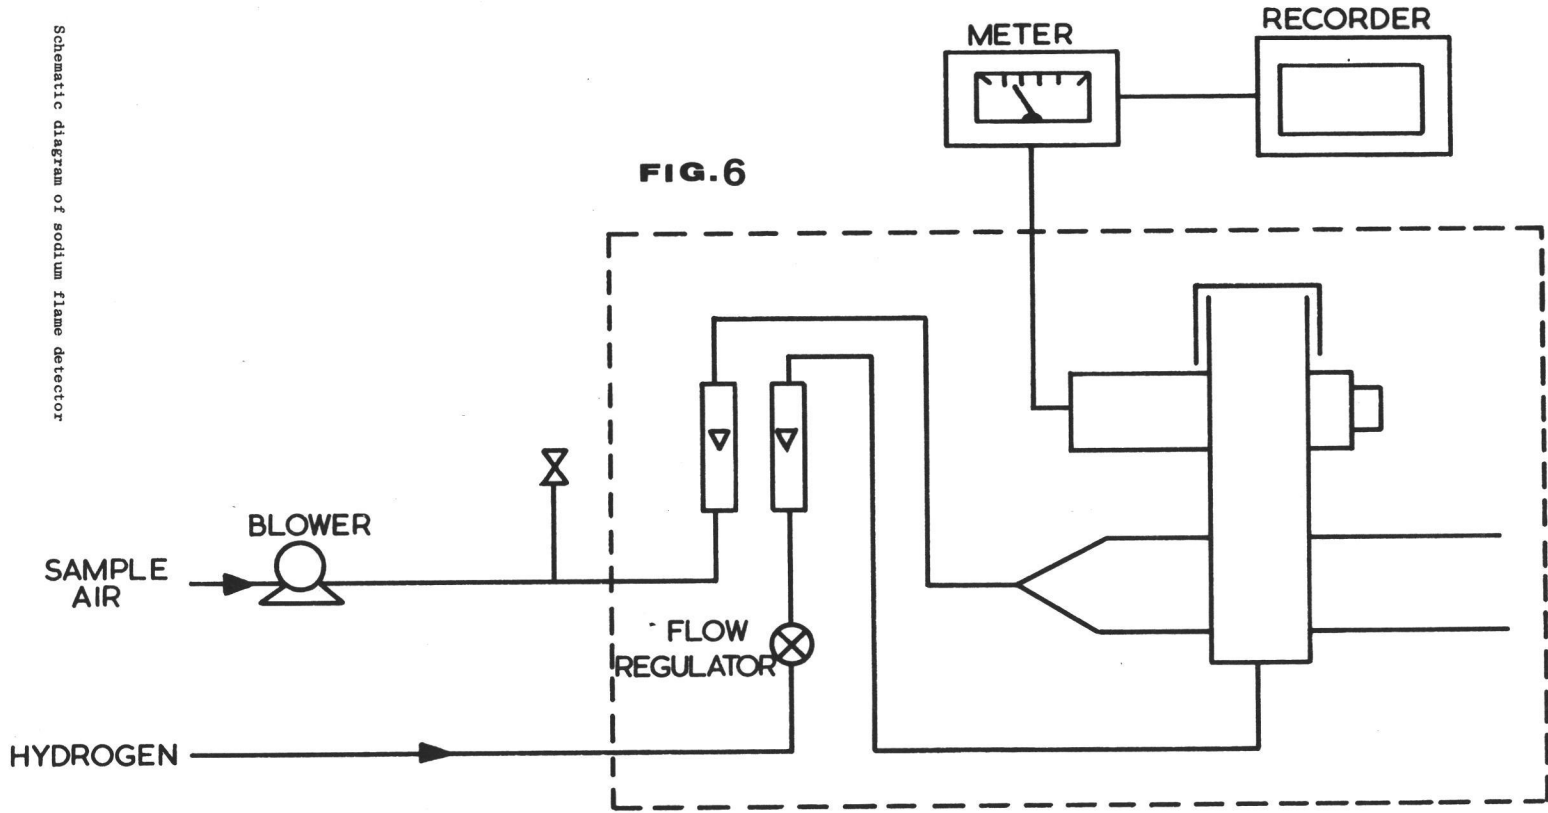 RECORDER
METER
FIG.6
Schematic diagram of sodium flame detector
BLOWER
SAMPLE
AIR
FLOW
REGULATOR
HYDROGEN